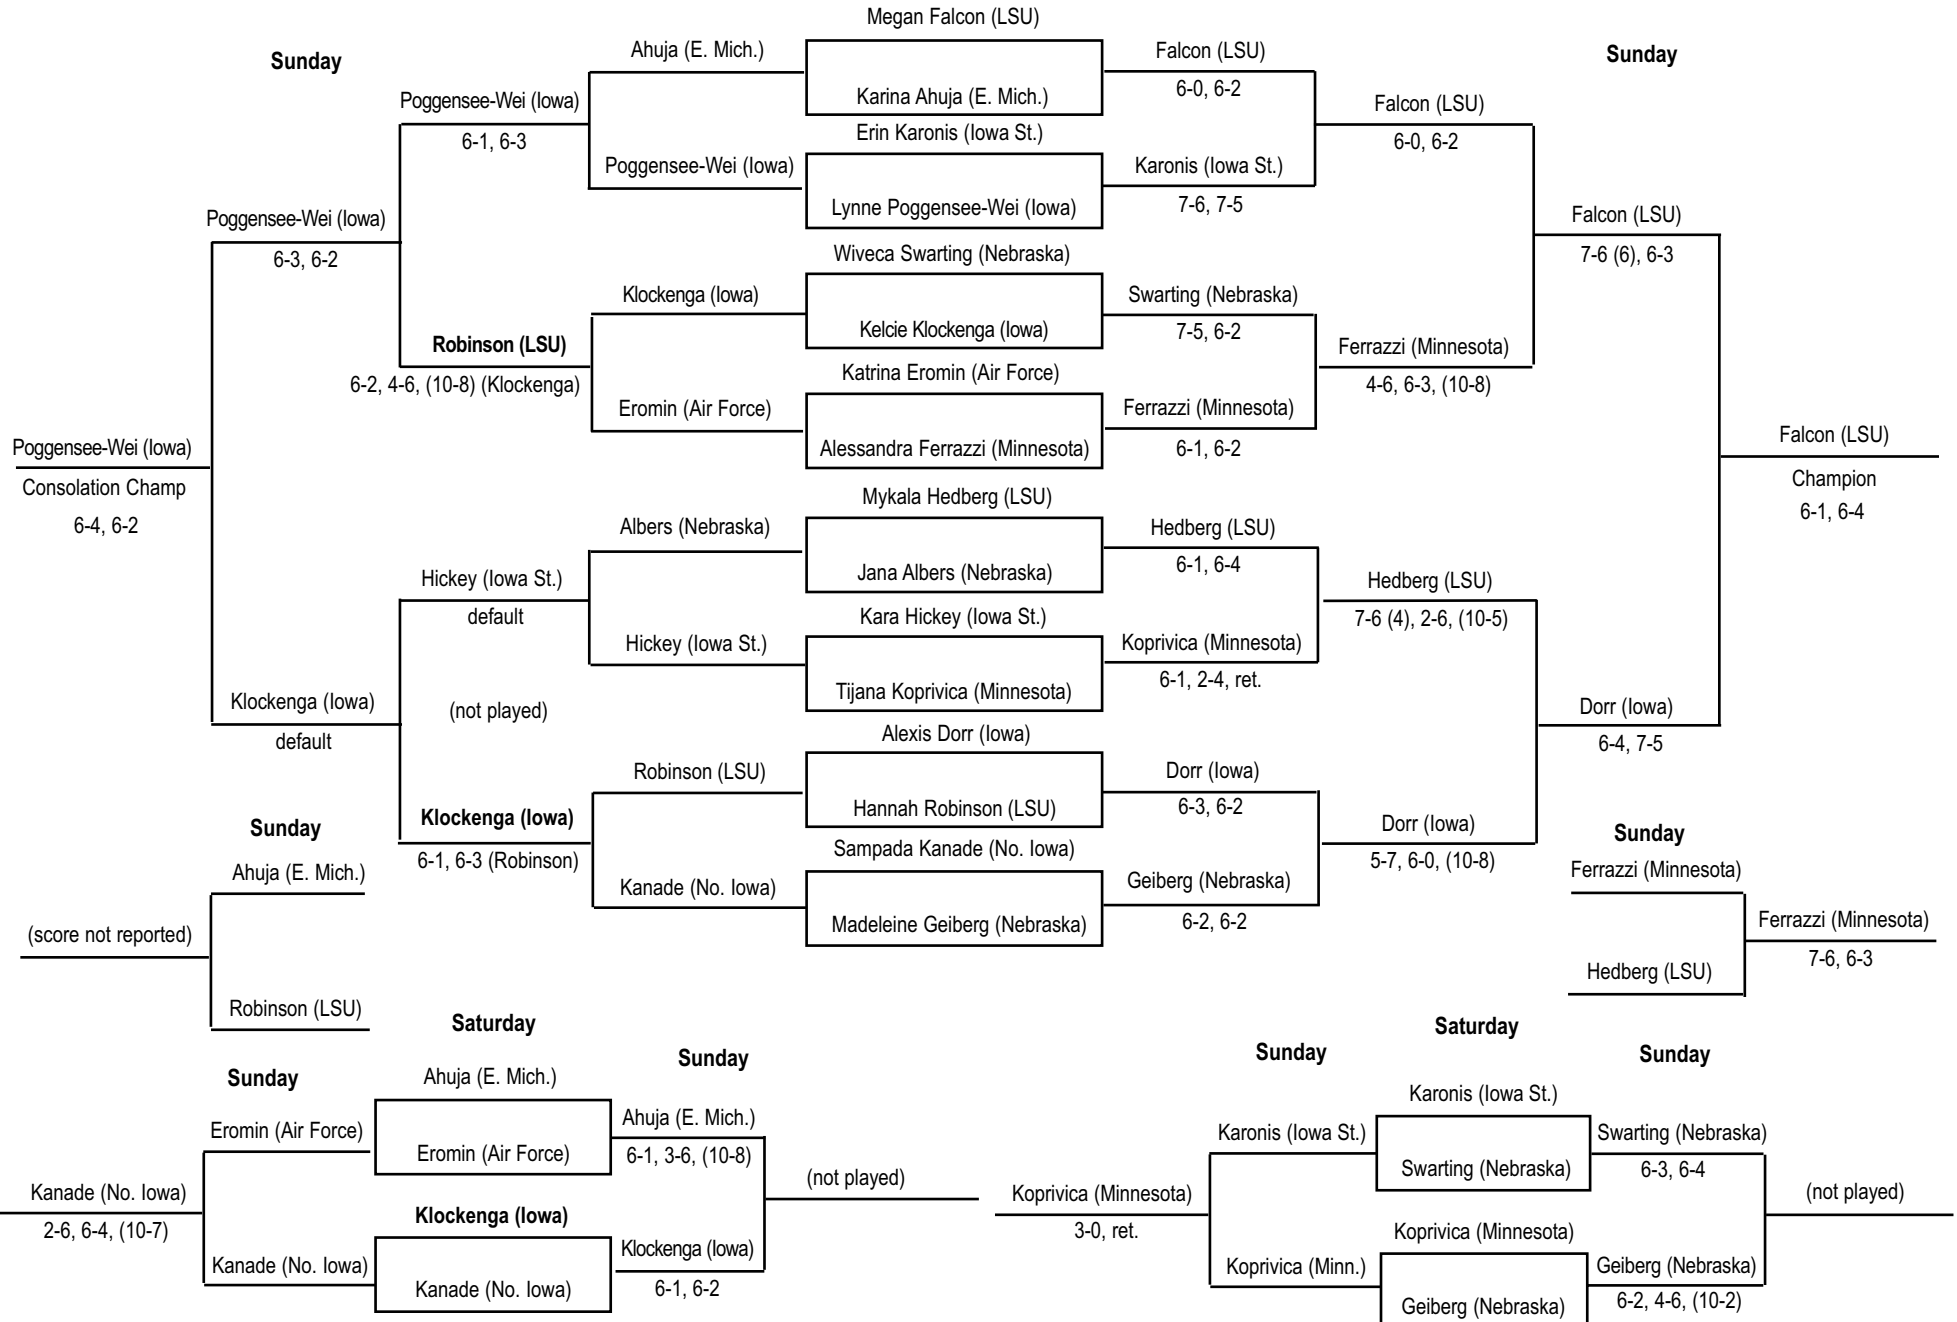 Megan Falcon (LSU)
Sunday
Ahuja (E. Mich.)
Falcon (LSU)
Sunday
6-0, 6-2
Poggensee-Wei (Iowa)
Karina Ahuja (E. Mich.)
Falcon (LSU)
6-1, 6-3
Erin Karonis (Iowa St.)
6-0, 6-2
Poggensee-Wei (Iowa)
Karonis (Iowa St.)
7-6, 7-5
Lynne Poggensee-Wei (Iowa)
Poggensee-Wei (Iowa)
Falcon (LSU)
6-3, 6-2
Wiveca Swarting (Nebraska)
7-6 (6), 6-3
Klockenga (Iowa)
Swarting (Nebraska)
Kelcie Klockenga (Iowa)
7-5, 6-2
Robinson (LSU)
Ferrazzi (Minnesota)
6-2, 4-6, (10-8) (Klockenga)
Katrina Eromin (Air Force)
4-6, 6-3, (10-8)
Eromin (Air Force)
Ferrazzi (Minnesota)
Poggensee-Wei (Iowa)
Alessandra Ferrazzi (Minnesota)
6-1, 6-2
Falcon (LSU)
Consolation Champ
Champion
6-4, 6-2
Mykala Hedberg (LSU)
6-1, 6-4
Albers (Nebraska)
Hedberg (LSU)
6-1, 6-4
Hickey (Iowa St.)
Jana Albers (Nebraska)
Hedberg (LSU)
default
Kara Hickey (Iowa St.)
7-6 (4), 2-6, (10-5)
Hickey (Iowa St.)
Koprivica (Minnesota)
6-1, 2-4, ret.
Klockenga (Iowa)
(not played)
Tijana Koprivica (Minnesota)
Dorr (Iowa)
default
Alexis Dorr (Iowa)
6-4, 7-5
Robinson (LSU)
Dorr (Iowa)
Hannah Robinson (LSU)
6-3, 6-2
Sunday
Klockenga (Iowa)
Dorr (Iowa)
Sunday
6-1, 6-3 (Robinson)
Sampada Kanade (No. Iowa)
5-7, 6-0, (10-8)
Ahuja (E. Mich.)
Kanade (No. Iowa)
Geiberg (Nebraska)
Ferrazzi (Minnesota)
Madeleine Geiberg (Nebraska)
6-2, 6-2
(score not reported)
Ferrazzi (Minnesota)
7-6, 6-3
Hedberg (LSU)
Robinson (LSU)
Saturday
Sunday
Sunday
Ahuja (E. Mich.)
Ahuja (E. Mich.)
Eromin (Air Force)
Eromin (Air Force)
6-1, 3-6, (10-8)
Kanade (No. Iowa)
2-6, 6-4, (10-7)
(not played)
Klockenga (Iowa)
Klockenga (Iowa)
Kanade (No. Iowa)
Kanade (No. Iowa)
6-1, 6-2
Saturday
Sunday
Sunday
Karonis (Iowa St.)
Karonis (Iowa St.)
Swarting (Nebraska)
Swarting (Nebraska)
6-3, 6-4
Koprivica (Minnesota)
3-0, ret.
(not played)
Koprivica (Minnesota)
Koprivica (Minn.)
Geiberg (Nebraska)
Geiberg (Nebraska)
6-2, 4-6, (10-2)